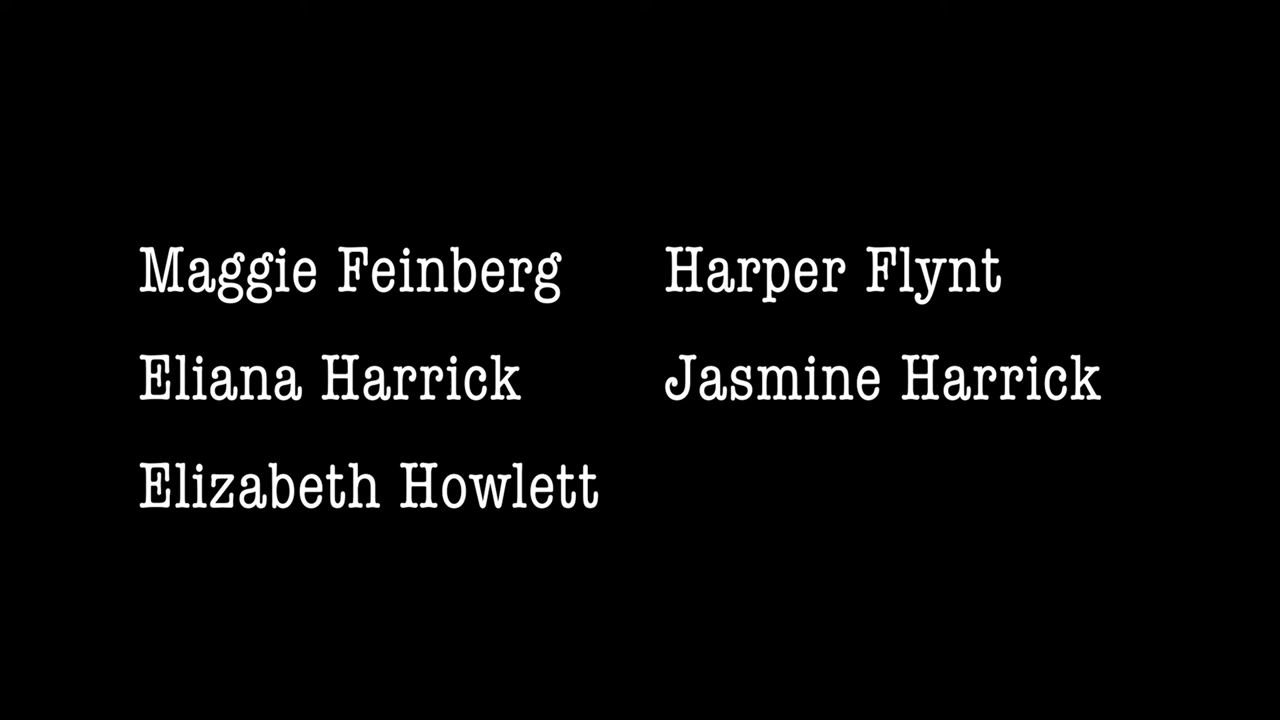 Maggie Feinberg
Harper Flynt
Eliana Harrick
Jasmine Harrick
Elizabeth Howlett